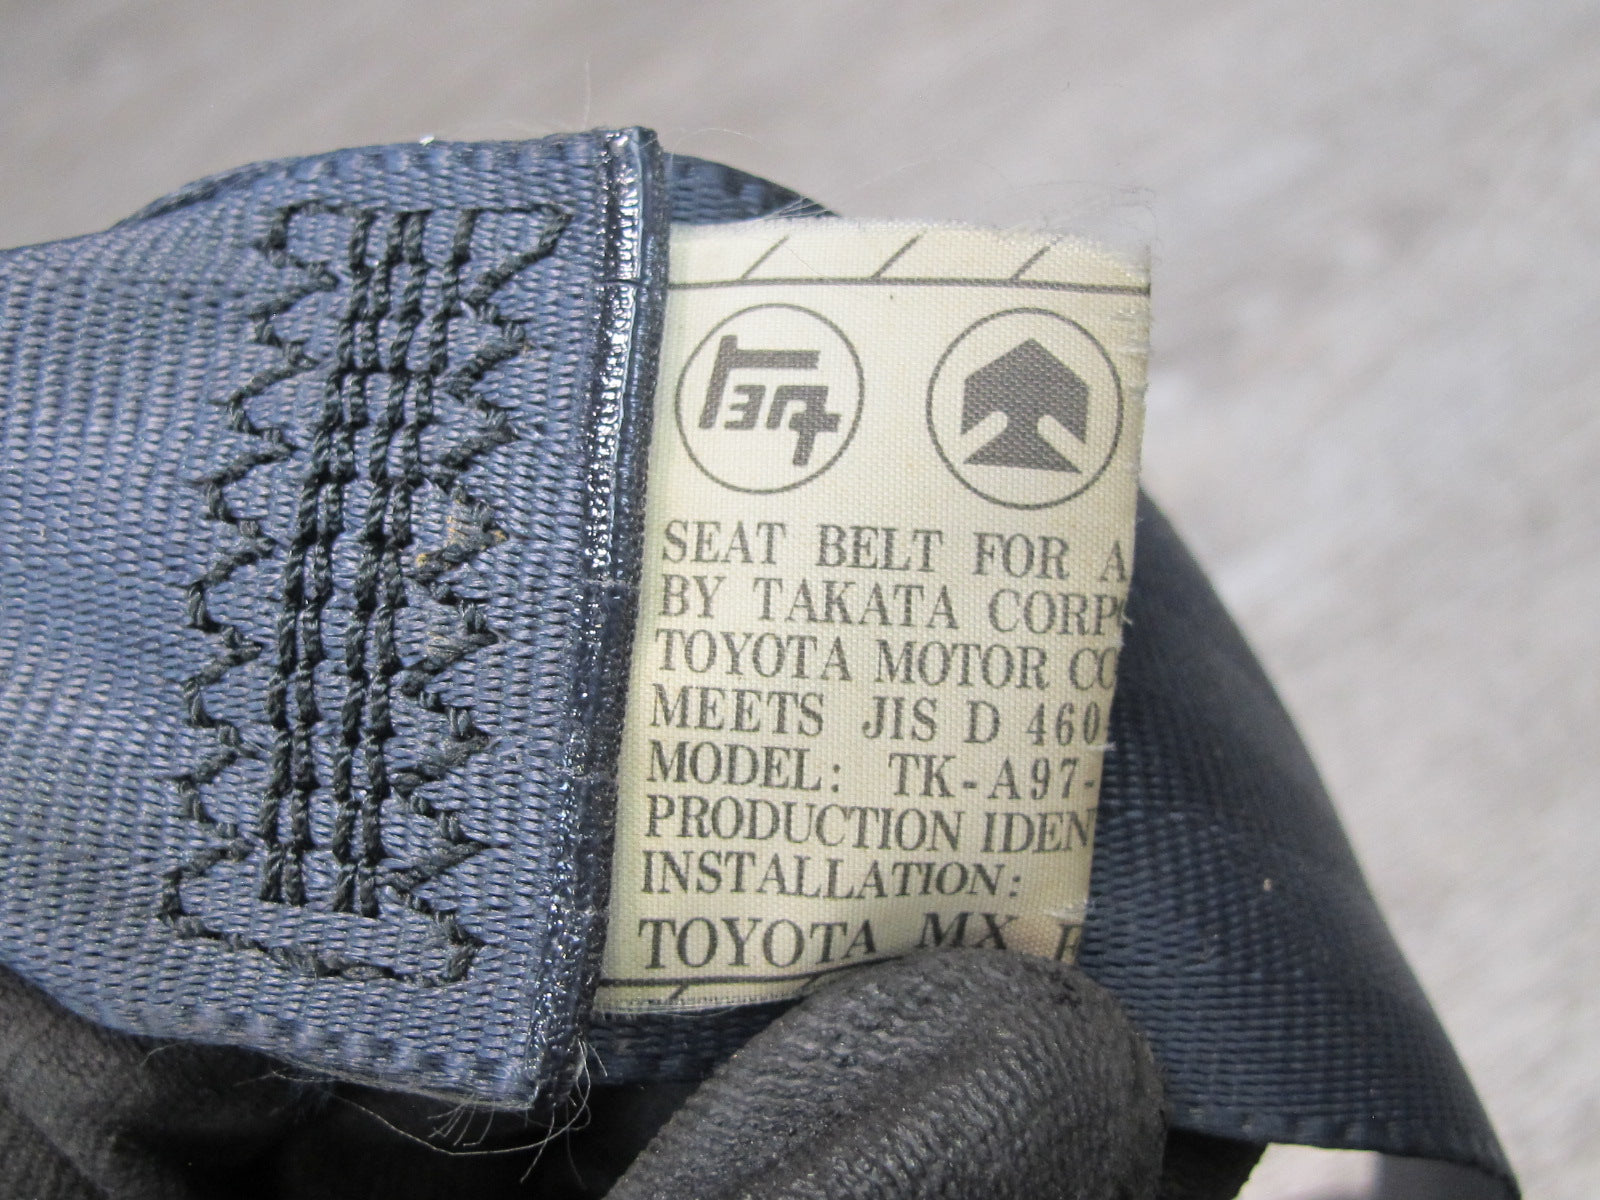 TEQ
SEAT BELT FOR A
BY TAKATA CORP
TOYOTA MOTOR CO
MEETS JIS D 460
MODEL: TK-A97-
PRODUCTION IDEN
INSTALLATION:
TOYOTA MX